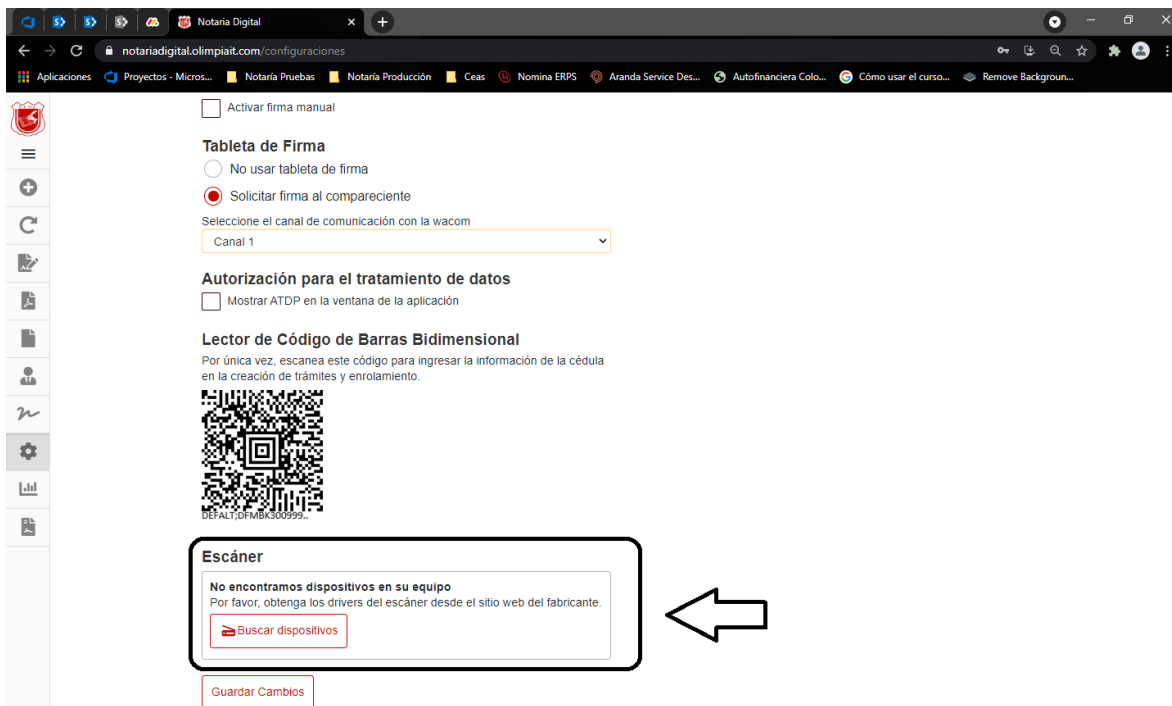 Notaria Digital
notariadigital.olimpiait.com/configuraciones
Aplicaciones
Proyectos - Micros...
Notaría Pruebas
Notaría Producción
Ceas
Nomina ERPS
Aranda Service Des...
Autofinanciera Colo...
Cómo usar el curso...
Remove Backgroun...
Activar firma manual
Tableta de Firma
No usar tableta de firma
Solicitar firma al compareciente
Seleccione el canal de comunicación con la wacom
Canal 1
Autorización para el tratamiento de datos
Mostrar ATDP en la ventana de la aplicación
Lector de Código de Barras Bidimensional
Por única vez, escanea este código para ingresar la información de la cédula
en la creación de trámites y enrolamiento.
DEFALT;DFMBK300999..
Escáner
No encontramos dispositivos en su equipo
Por favor, obtenga los drivers del escáner desde el sitio web del fabricante.
Buscar dispositivos
Guardar Cambios